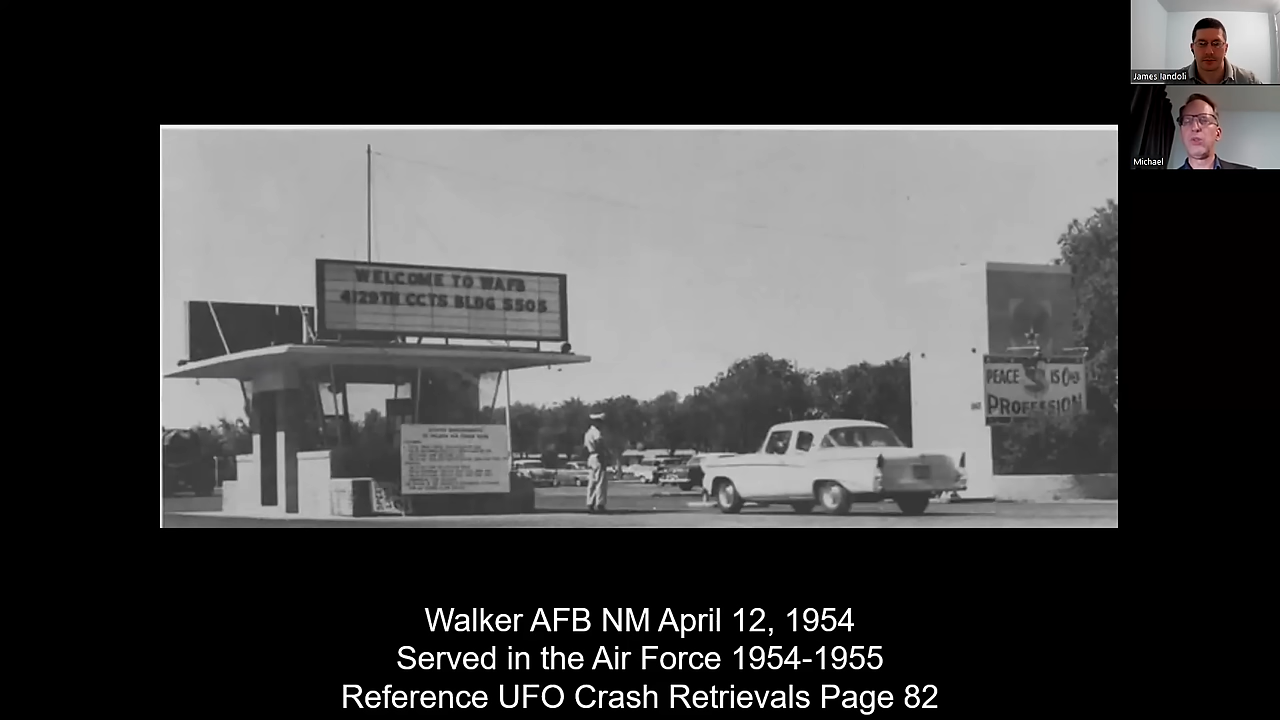 James Iandoli
Michael
WELCOME TO WAFB
4129TH CCTS BLDG 5505
PEACE IS OUR
PROFESSION
Walker AFB NM April 12, 1954
Served in the Air Force 1954-1955
Reference UFO Crash Retrievals Page 82